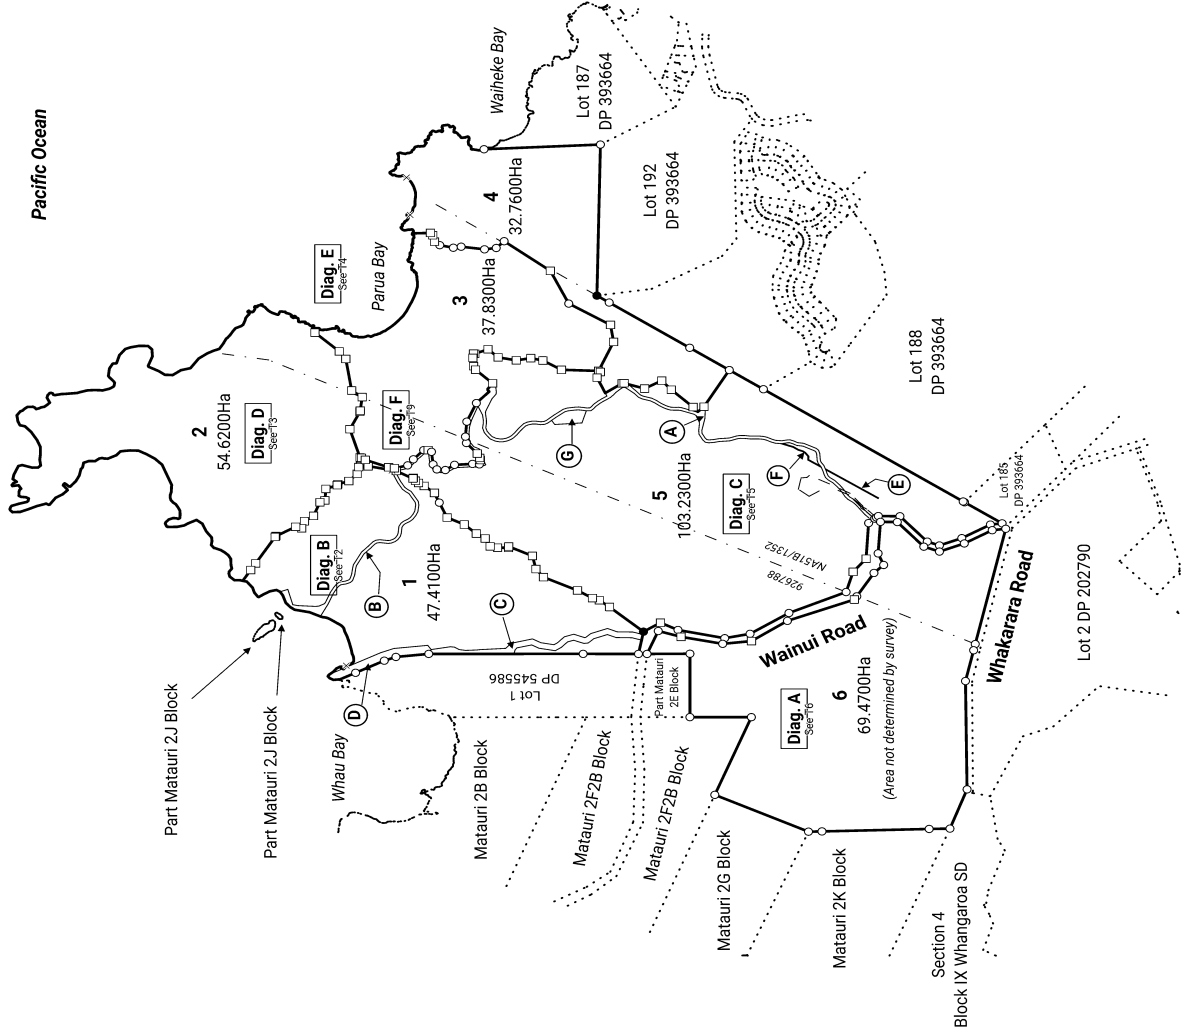 Pacific Ocean
Waiheke Bay
Lot 187
DP 393664
4
32.7600Ha
Lot 192
DP 393664
Diag. E
See T4
Parua Bay
3
37.8300Ha
Lot 188
DP 393664
2
54.6200Ha
Diag. D
See T3
Diag. F
See T9
G
A
F
E
5
103.2300Ha
Diag. C
See T5
Lot 185
DP 393664
Diag. B
See T2
B
1
47.4100Ha
C
D
NA51B/1352
926788
Wainui Road
Whakarara Road
Lot 2 DP 202790
Part Matauri 2J Block
Part Matauri 2J Block
Whau Bay
Lot 1
DP 545586
Part Matauri
2E Block
Diag. A
See T6
6
69.4700Ha
(Area not determined by survey)
Matauri 2B Block
Matauri 2F2B Block
Matauri 2F2B Block
Matauri 2G Block
Matauri 2K Block
Section 4
Block IX Whangaroa SD